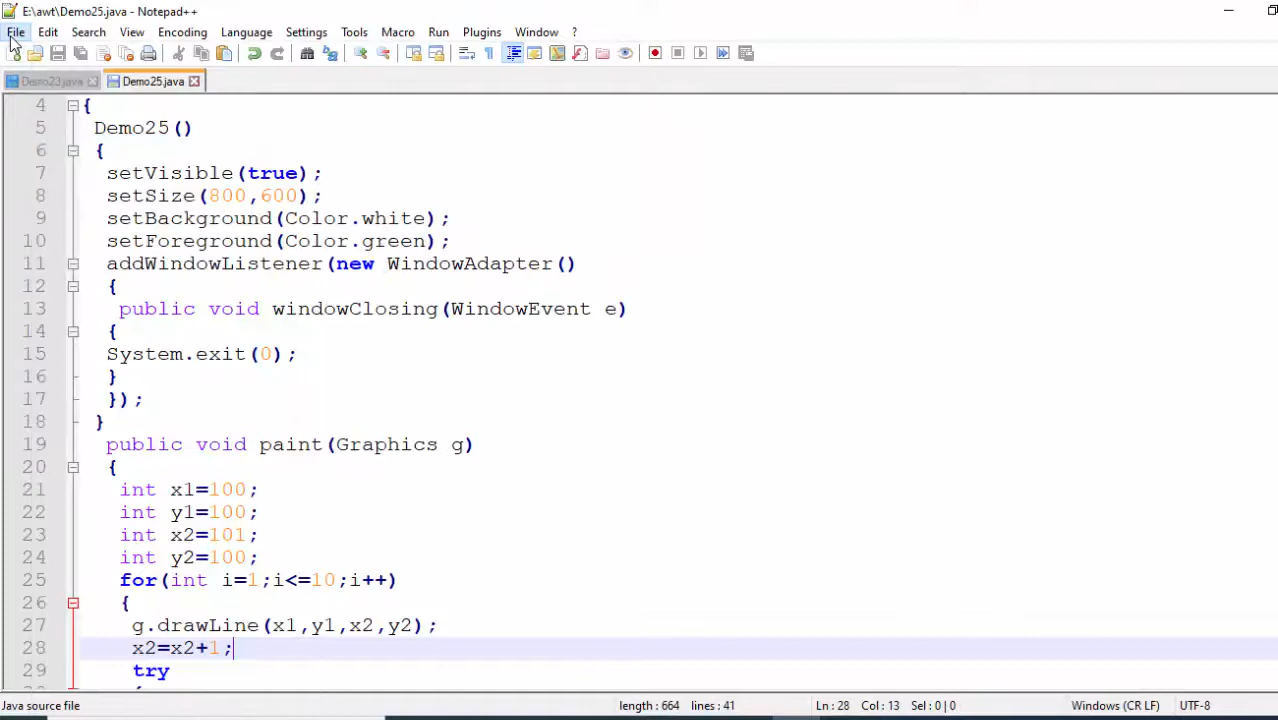 E:\awt\Demo25.java - Notepad++
File Edit Search View Encoding Language Settings Tools Macro Run Plugins Window ?
Demo23.java Demo25.java
4 {
5 Demo25()
6 {
7 setVisible(true);
8 setSize(800,600);
9 setBackground(Color.white);
10 setForeground(Color.green);
11 addWindowListener(new WindowAdapter()
12 {
13 public void windowClosing(WindowEvent e)
14 {
15 System.exit(0);
16 }
17 });
18 }
19 public void paint(Graphics g)
20 {
21 int x1=100;
22 int y1=100;
23 int x2=101;
24 int y2=100;
25 for(int i=1;i<=10;i++)
26 {
27 g.drawLine(x1,y1,x2,y2);
28 x2=x2+1;
29 try
Java source file length : 664 lines : 41 Ln : 28 Col : 13 Sel : 0 | 0 Windows (CR LF) UTF-8